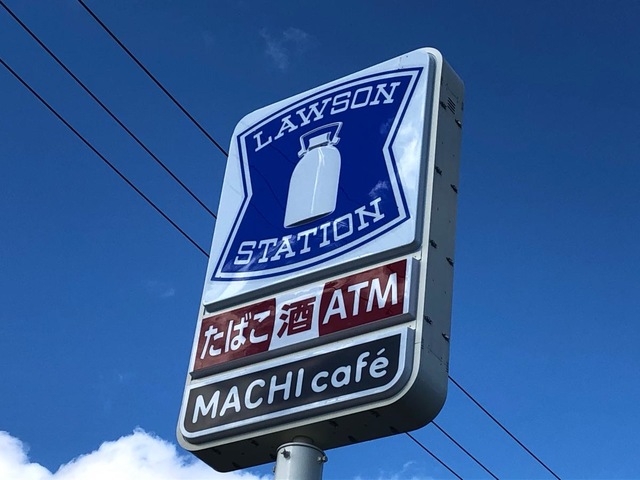 LAWSON
STATION
たばこ 酒 ATM
MACHI café